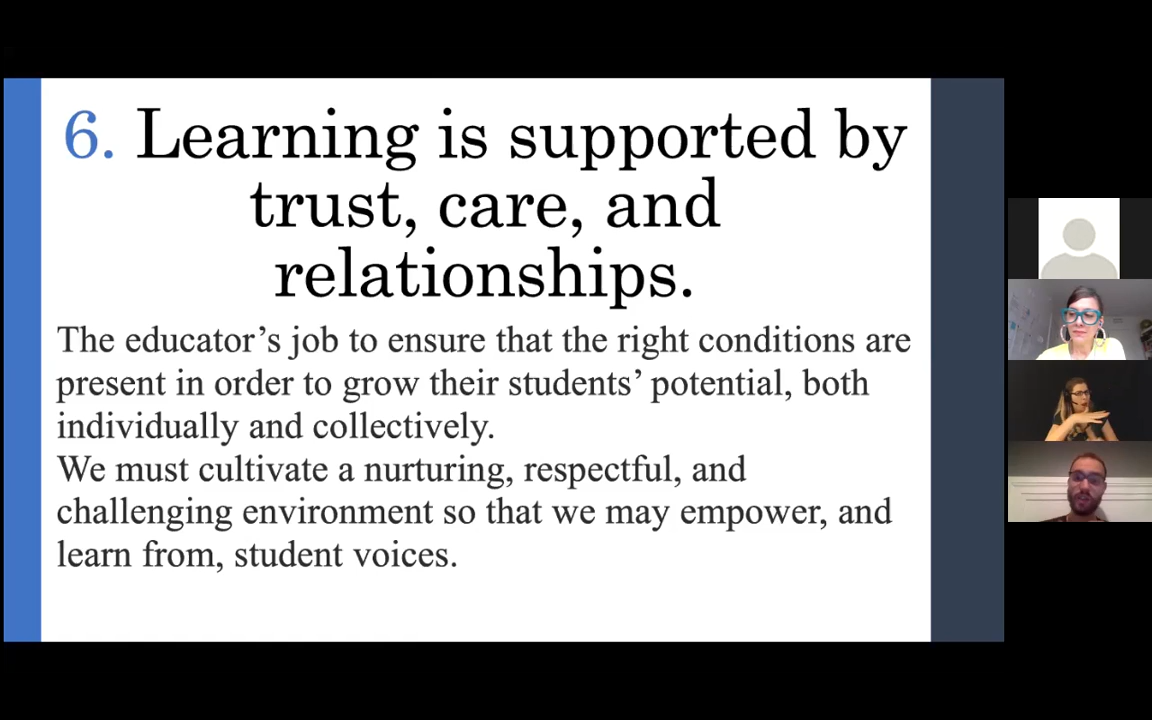 6. Learning is supported by
trust, care, and
relationships.
The educator’s job to ensure that the right conditions are
present in order to grow their students’ potential, both
individually and collectively.
We must cultivate a nurturing, respectful, and
challenging environment so that we may empower, and
learn from, student voices.